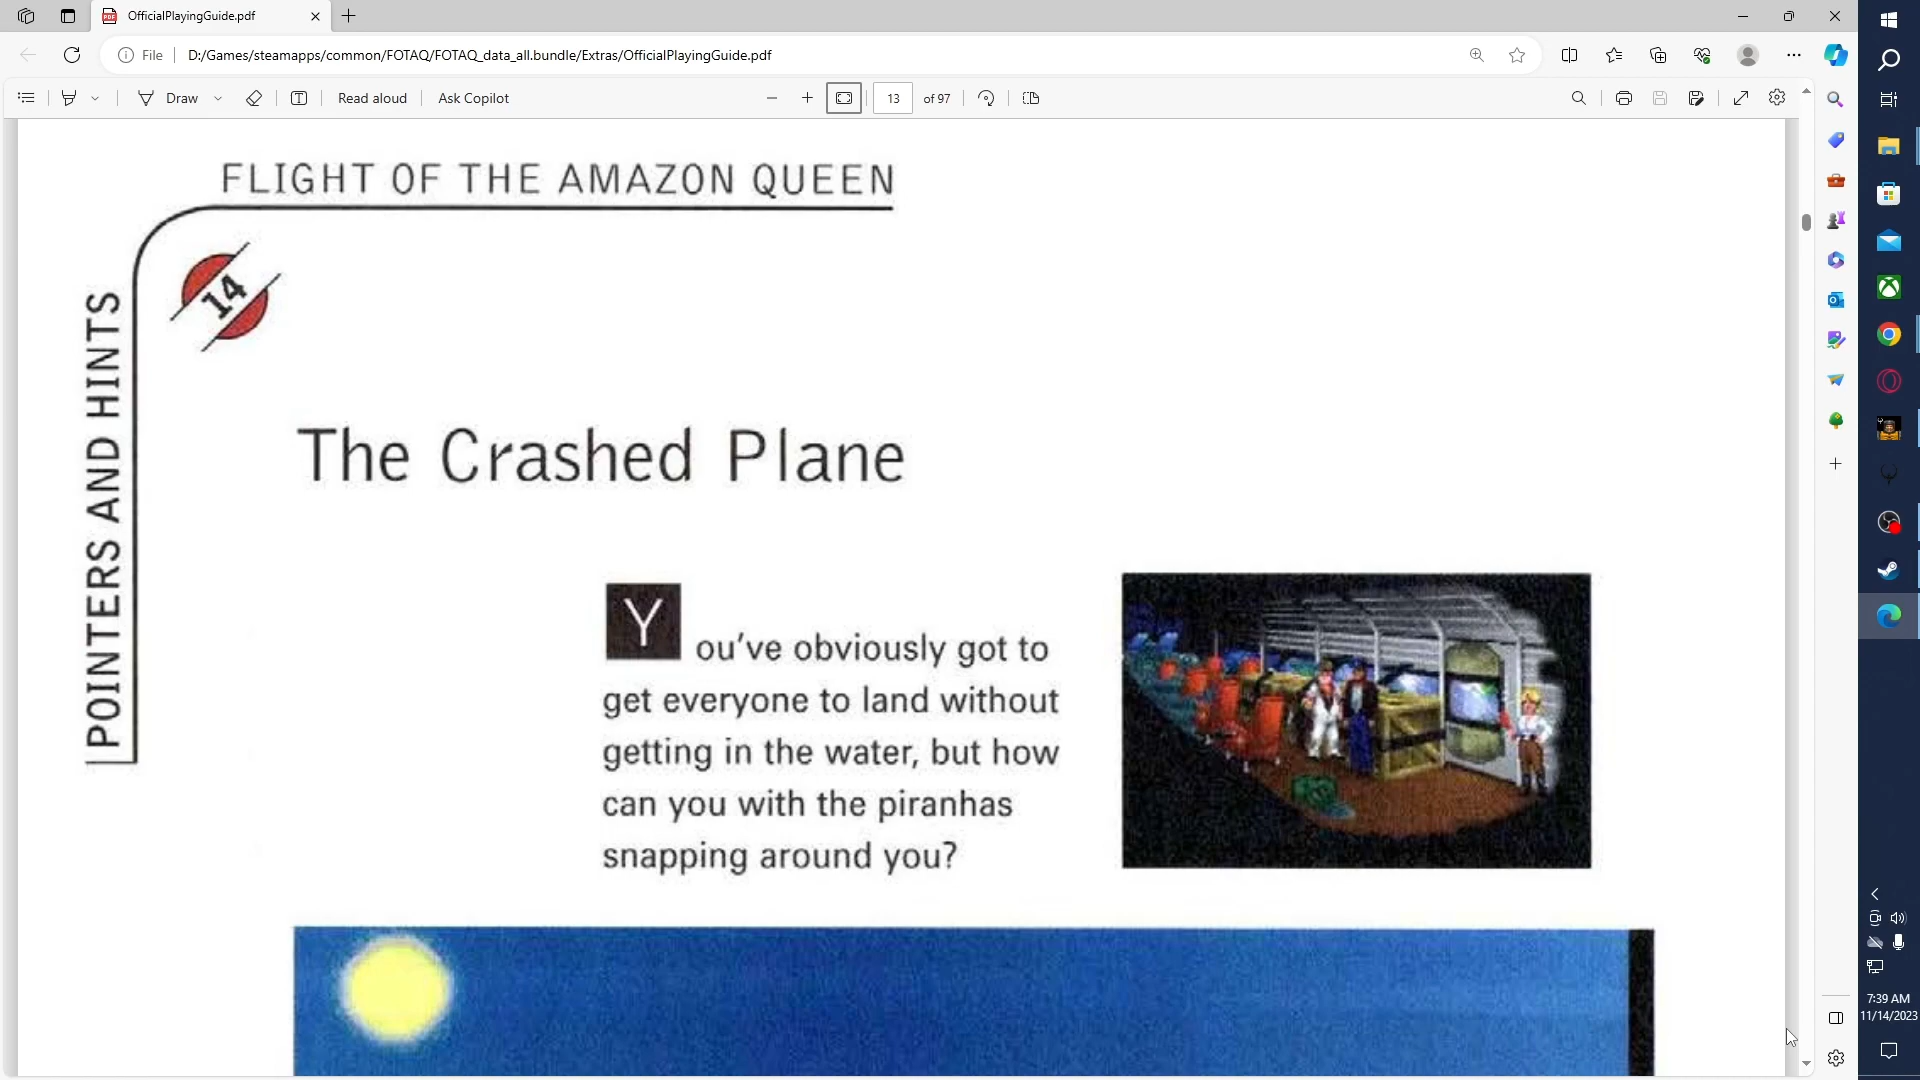 OfficialPlayingGuide.pdf
File
D:/Games/steamapps/common/FOTAQ/FOTAQ_data_all.bundle/Extras/OfficialPlayingGuide.pdf
Draw
Read aloud
Ask Copilot
13
of 97
FLIGHT OF THE AMAZON QUEEN
14
POINTERS AND HINTS
The Crashed Plane
You've obviously got to
get everyone to land without
getting in the water, but how
can you with the piranhas
snapping around you?
7:39 AM
11/14/2023